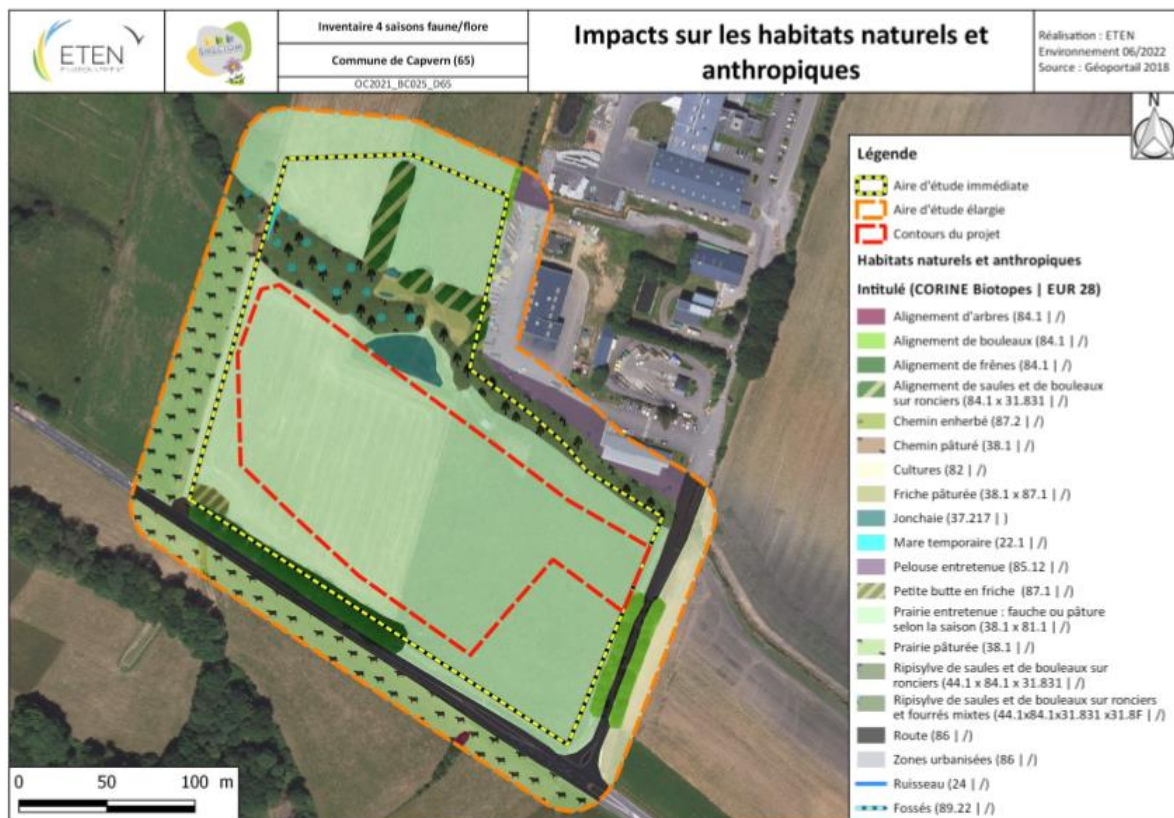 ETEN
Inventaire 4 saisons faune/flore
Commune de Capvern (65)
OC2021_BC025_D65
Impacts sur les habitats naturels et
anthropiques
Réalisation : ETEN
Environnement 06/2022
Source : Géoportail 2018
N
Légende
Aire d'étude immédiate
Aire d'étude élargie
Contours du projet
Habitats naturels et anthropiques
Intitulé (CORINE Biotopes | EUR 28)
Alignement d'arbres (84.1 | /)
Alignement de bouleaux (84.1 | /)
Alignement de frênes (84.1 | /)
Alignement de saules et de bouleaux
sur ronciers (84.1 x 31.831 | /)
Chemin enherbé (87.2 | /)
Chemin pâturé (38.1 | /)
Cultures (82 | /)
Friche pâturée (38.1 x 87.1 | /)
Jonchaie (37.217 | )
Mare temporaire (22.1 | /)
Pelouse entretenue (85.12 | /)
Petite butte en friche (87.1 | /)
Prairie entretenue : fauche ou pâture
selon la saison (38.1 x 81.1 | /)
Prairie pâturée (38.1 | /)
Ripisylve de saules et de bouleaux sur
ronciers (44.1 x 84.1 x 31.831 | /)
Ripisylve de saules et de bouleaux sur ronciers
et fourrés mixtes (44.1x84.1x31.831 x31.8F | /)
Route (86 | /)
Zones urbanisées (86 | /)
Ruisseau (24 | /)
Fossés (89.22 | /)
0 50 100 m